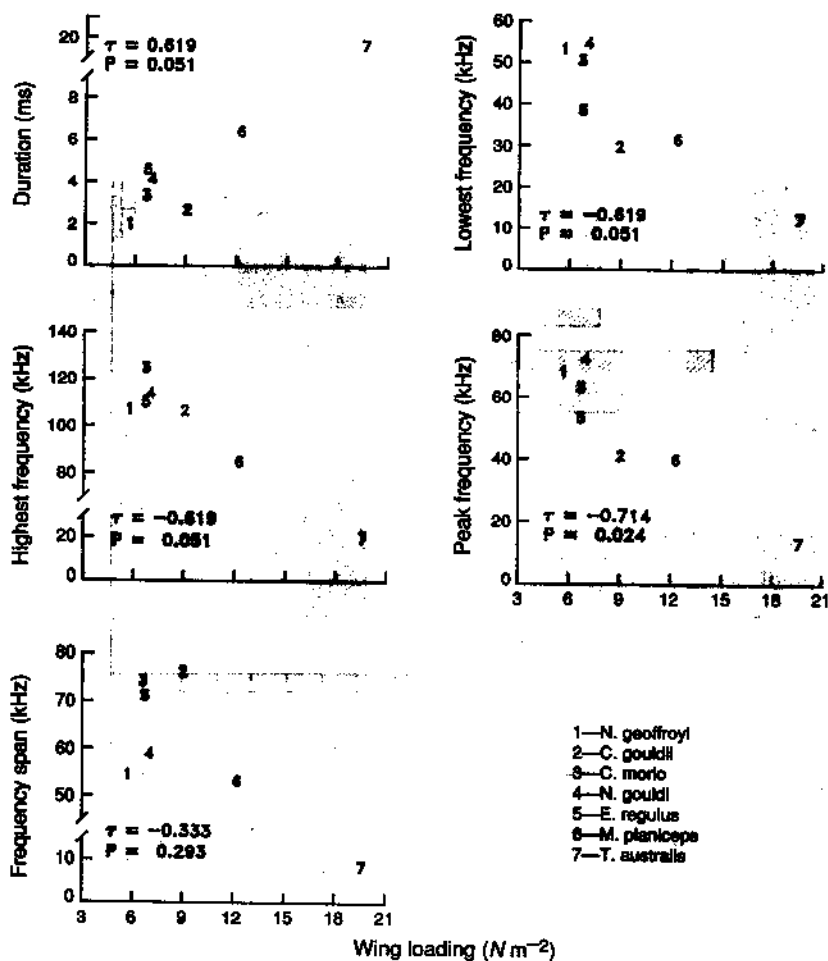 Duration (ms)
20
8
6
4
2
0
τ = 0.619
P = 0.051
1
2
3
4
5
6
7
Lowest frequency (kHz)
60
50
40
30
20
10
0
τ = -0.619
P = 0.051
1
4
3
5
2
6
7
Highest frequency (kHz)
140
120
100
80
20
0
τ = -0.619
P = 0.051
3
4
5
1
2
6
Peak frequency (kHz)
80
60
40
20
0
τ = -0.714
P = 0.024
4
1
3
5
2
6
7
3 6 9 12 15 18 21
Frequency span (kHz)
80
70
60
50
10
0
τ = -0.333
P = 0.293
3
4
1
6
7
3 6 9 12 15 18 21
Wing loading (N m−2)
1—N. geoffroyi
2—C. gouldii
3—C. morio
4—N. gouldi
5—E. regulus
6—M. planiceps
7—T. australis